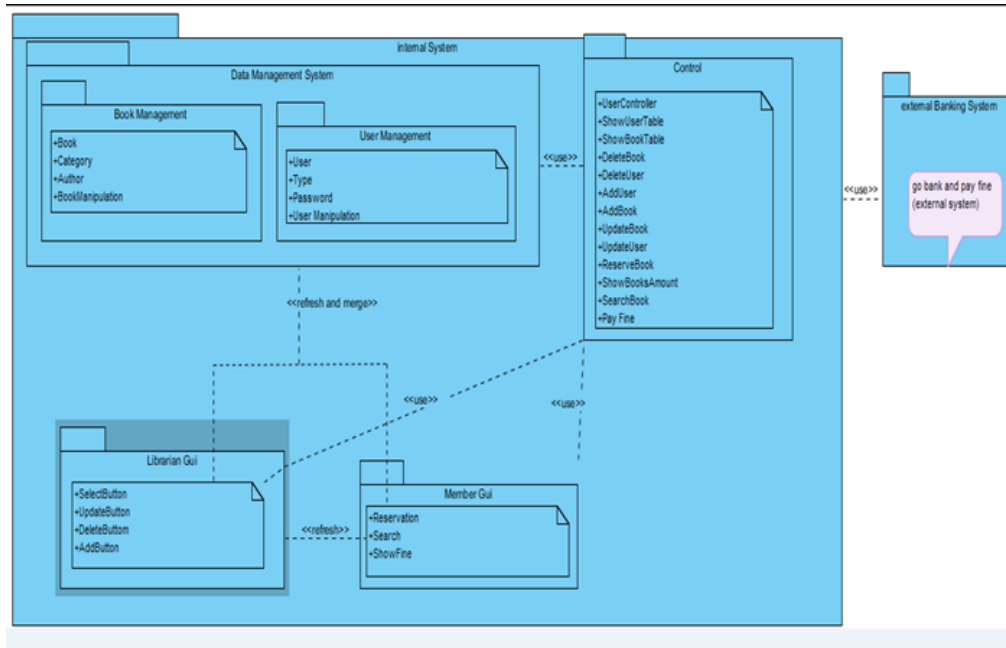 internal System
Data Management System
Book Management
+Book
+Category
+Author
+BookManipulation
User Management
+User
+Type
+Password
+User Manipulation
<<use>>
Control
+UserController
+ShowUserTable
+ShowBookTable
+DeleteBook
+DeleteUser
+AddUser
+AddBook
+UpdateBook
+UpdateUser
+ReserveBook
+ShowBooksAmount
+SearchBook
+Pay Fine
<<use>>
external Banking System
go bank and pay fine
(external system)
<<refresh and merge>>
<<use>>
<<use>>
Librarian Gui
+SelectButton
+UpdateButton
+DeleteButtom
+AddButton
<<refresh>>
Member Gui
+Reservation
+Search
+ShowFine